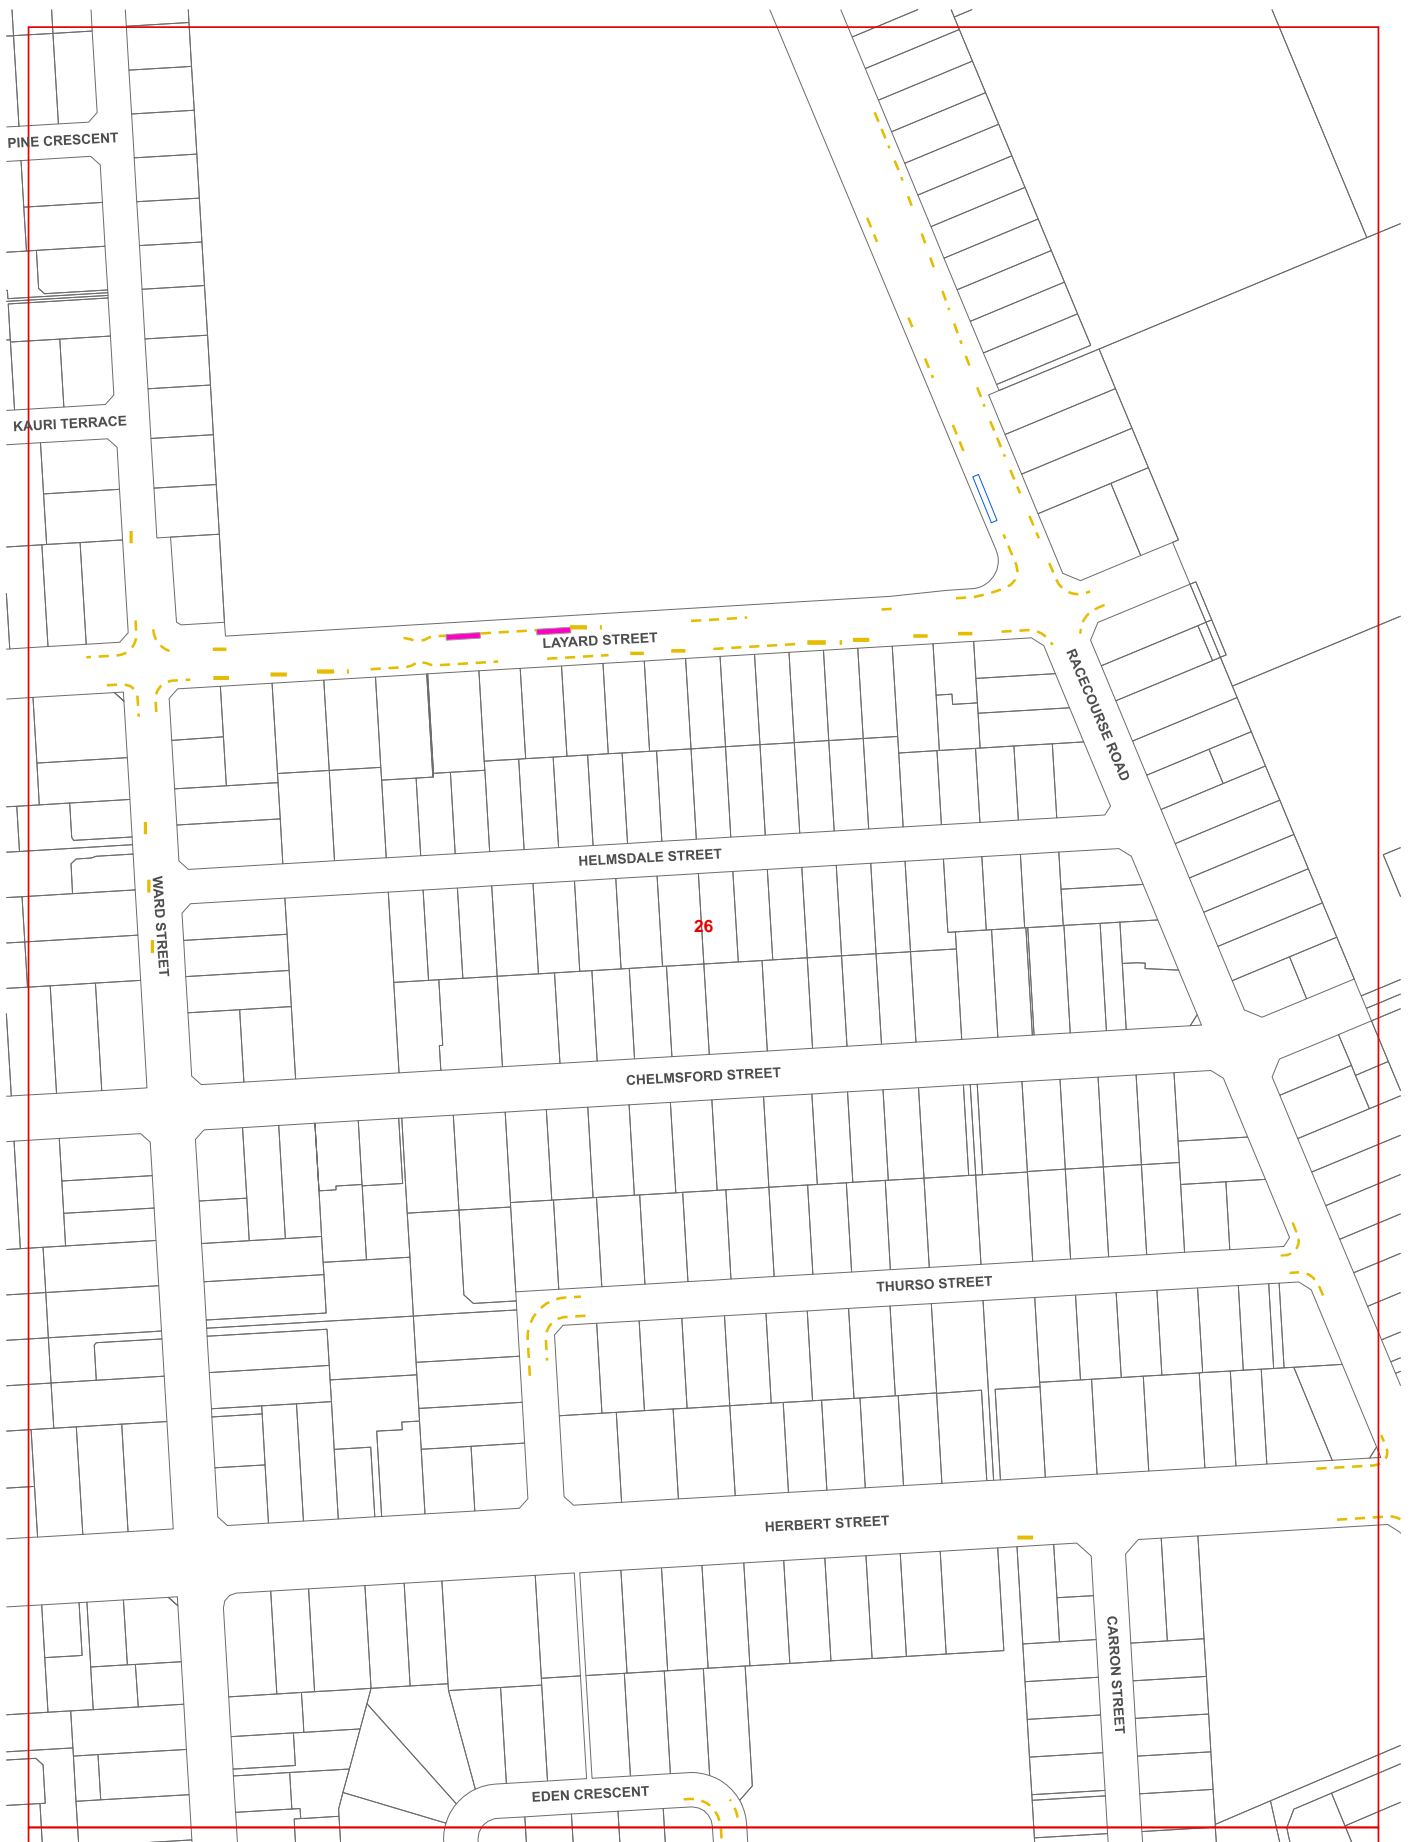 PINE CRESCENT
KAURI TERRACE
LAYARD STREET
RACECOURSE ROAD
HELMSDALE STREET
WARD STREET
26
CHELMSFORD STREET
THURSO STREET
HERBERT STREET
CARRON STREET
EDEN CRESCENT